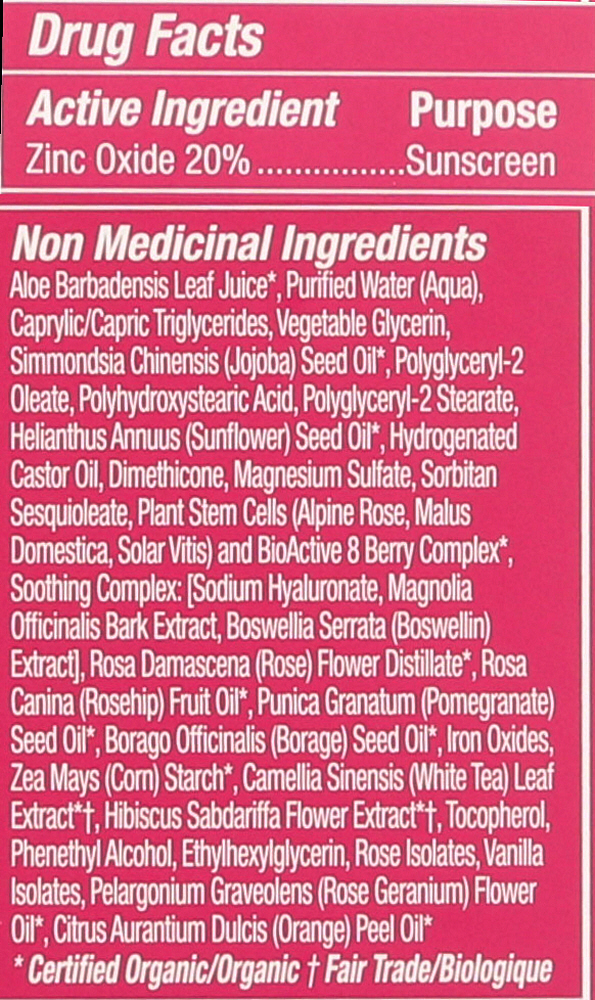 Drug Facts
Active Ingredient Purpose
Zinc Oxide 20%.................Sunscreen
Non Medicinal Ingredients
Aloe Barbadensis Leaf Juice*, Purified Water (Aqua),
Caprylic/Capric Triglycerides, Vegetable Glycerin,
Simmondsia Chinensis (Jojoba) Seed Oil*, Polyglyceryl-2
Oleate, Polyhydroxystearic Acid, Polyglyceryl-2 Stearate,
Helianthus Annuus (Sunflower) Seed Oil*, Hydrogenated
Castor Oil, Dimethicone, Magnesium Sulfate, Sorbitan
Sesquioleate, Plant Stem Cells (Alpine Rose, Malus
Domestica, Solar Vitis) and BioActive 8 Berry Complex*,
Soothing Complex: [Sodium Hyaluronate, Magnolia
Officinalis Bark Extract, Boswellia Serrata (Boswellin)
Extract], Rosa Damascena (Rose) Flower Distillate*, Rosa
Canina (Rosehip) Fruit Oil*, Punica Granatum (Pomegranate)
Seed Oil*, Borago Officinalis (Borage) Seed Oil*, Iron Oxides,
Zea Mays (Corn) Starch*, Camellia Sinensis (White Tea) Leaf
Extract*†, Hibiscus Sabdariffa Flower Extract*†, Tocopherol,
Phenethyl Alcohol, Ethylhexylglycerin, Rose Isolates, Vanilla
Isolates, Pelargonium Graveolens (Rose Geranium) Flower
Oil*, Citrus Aurantium Dulcis (Orange) Peel Oil*
* Certified Organic/Organic † Fair Trade/Biologique